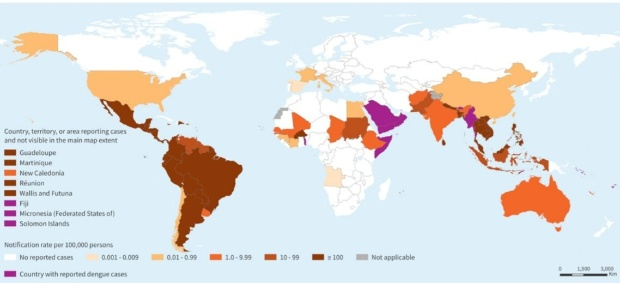 Country, territory, or area reporting cases
and not visible in the main map extent
Guadeloupe
Martinique
New Caledonia
Réunion
Wallis and Futuna
Fiji
Micronesia (Federated States of)
Solomon Islands
Notification rate per 100,000 persons
No reported cases 0.001-0.009 0.01-0.99 1.0 - 9.99 10 - 99 ≥ 100 Not applicable
Country with reported dengue cases
0 1,500 3,000
Km